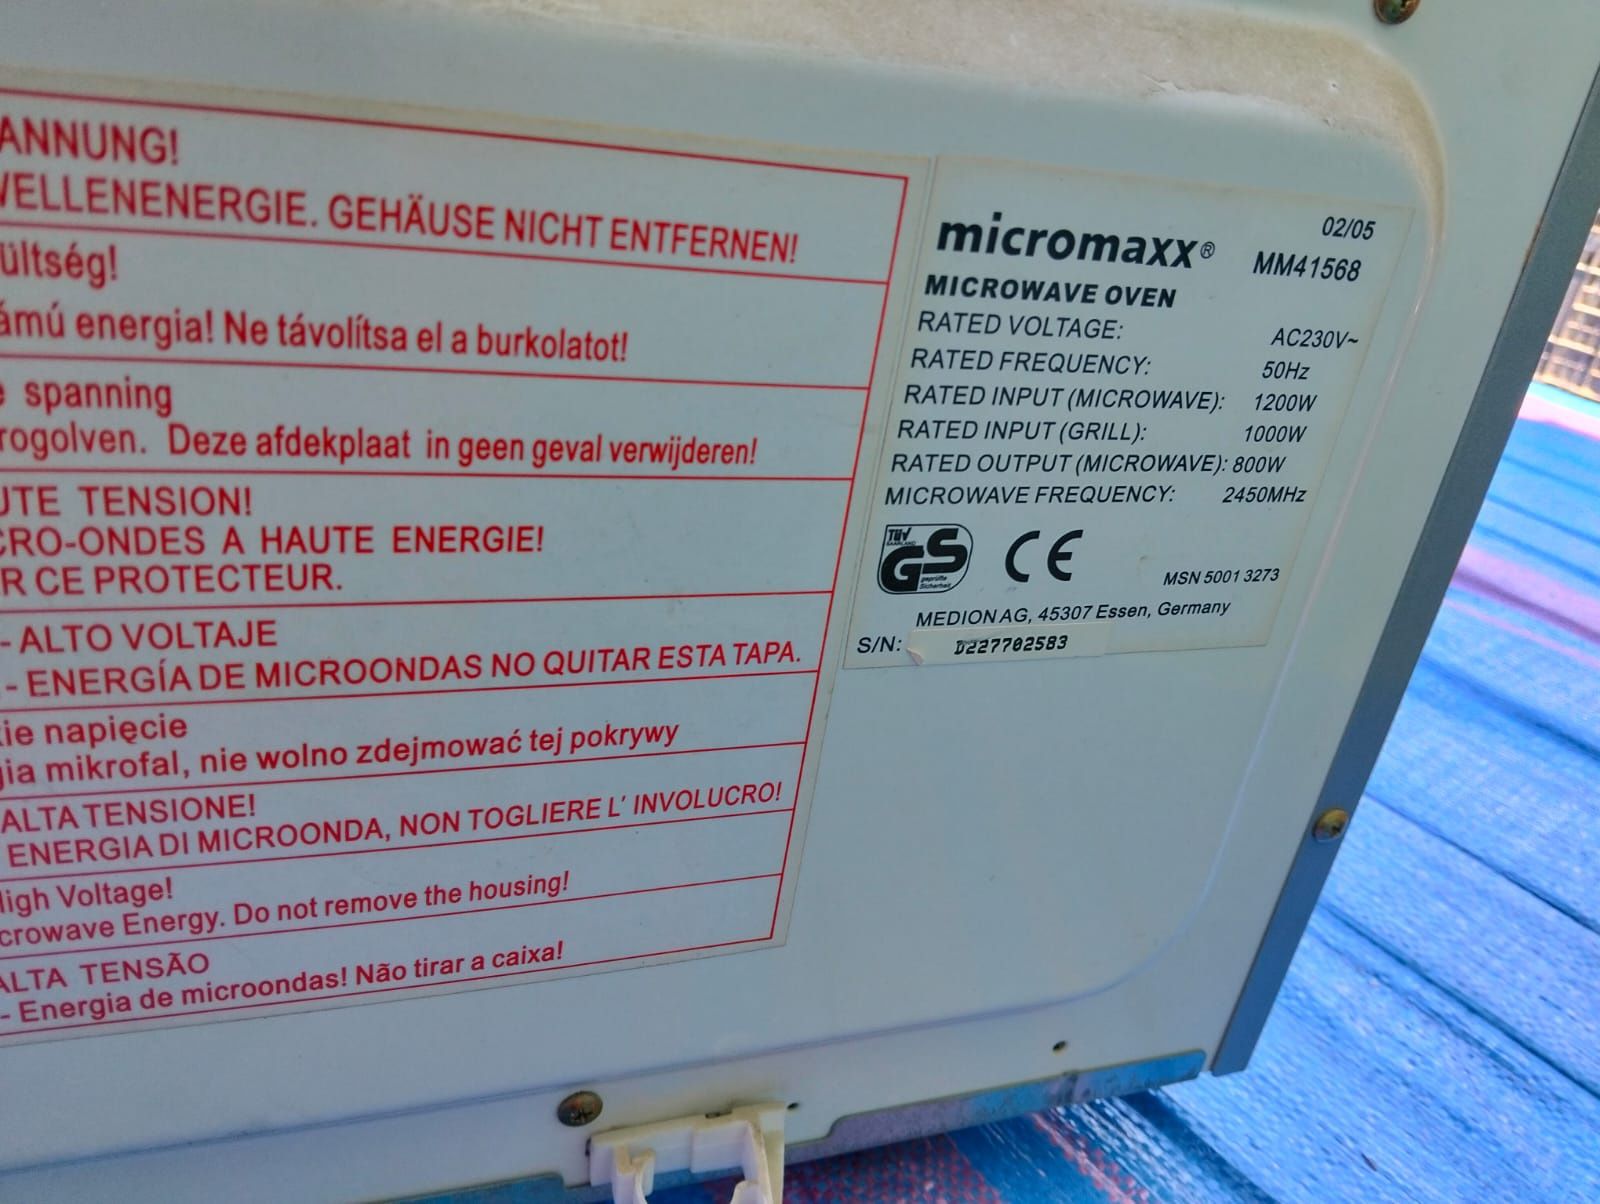 ANNUNG!
WELLENENERGIE. GEHÄUSE NICHT ENTFERNEN!
ültség!
ámú energia! Ne távolítsa el a burkolatot!
e spanning
rogolven. Deze afdekplaat in geen geval verwijderen!
UTE TENSION!
CRO-ONDES A HAUTE ENERGIE!
R CE PROTECTEUR.
- ALTO VOLTAJE
.- ENERGÍA DE MICROONDAS NO QUITAR ESTA TAPA.
kie napięcie
gia mikrofal, nie wolno zdejmować tej pokrywy
ALTA TENSIONE!
ENERGIA DI MICROONDA, NON TOGLIERE L' INVOLUCRO!
High Voltage!
crowave Energy. Do not remove the housing!
ALTA TENSÃO
- Energia de microondas! Não tirar a caixa!
02/05
micromaxx® MM41568
MICROWAVE OVEN
RATED VOLTAGE: AC230V~
RATED FREQUENCY: 50Hz
RATED INPUT (MICROWAVE): 1200W
RATED INPUT (GRILL): 1000W
RATED OUTPUT (MICROWAVE): 800W
MICROWAVE FREQUENCY: 2450MHz
TÜV
SAARLAND
GS
geprüfte
Sicherheit
CE
MSN 5001 3273
MEDION AG, 45307 Essen, Germany
S/N: D227702583